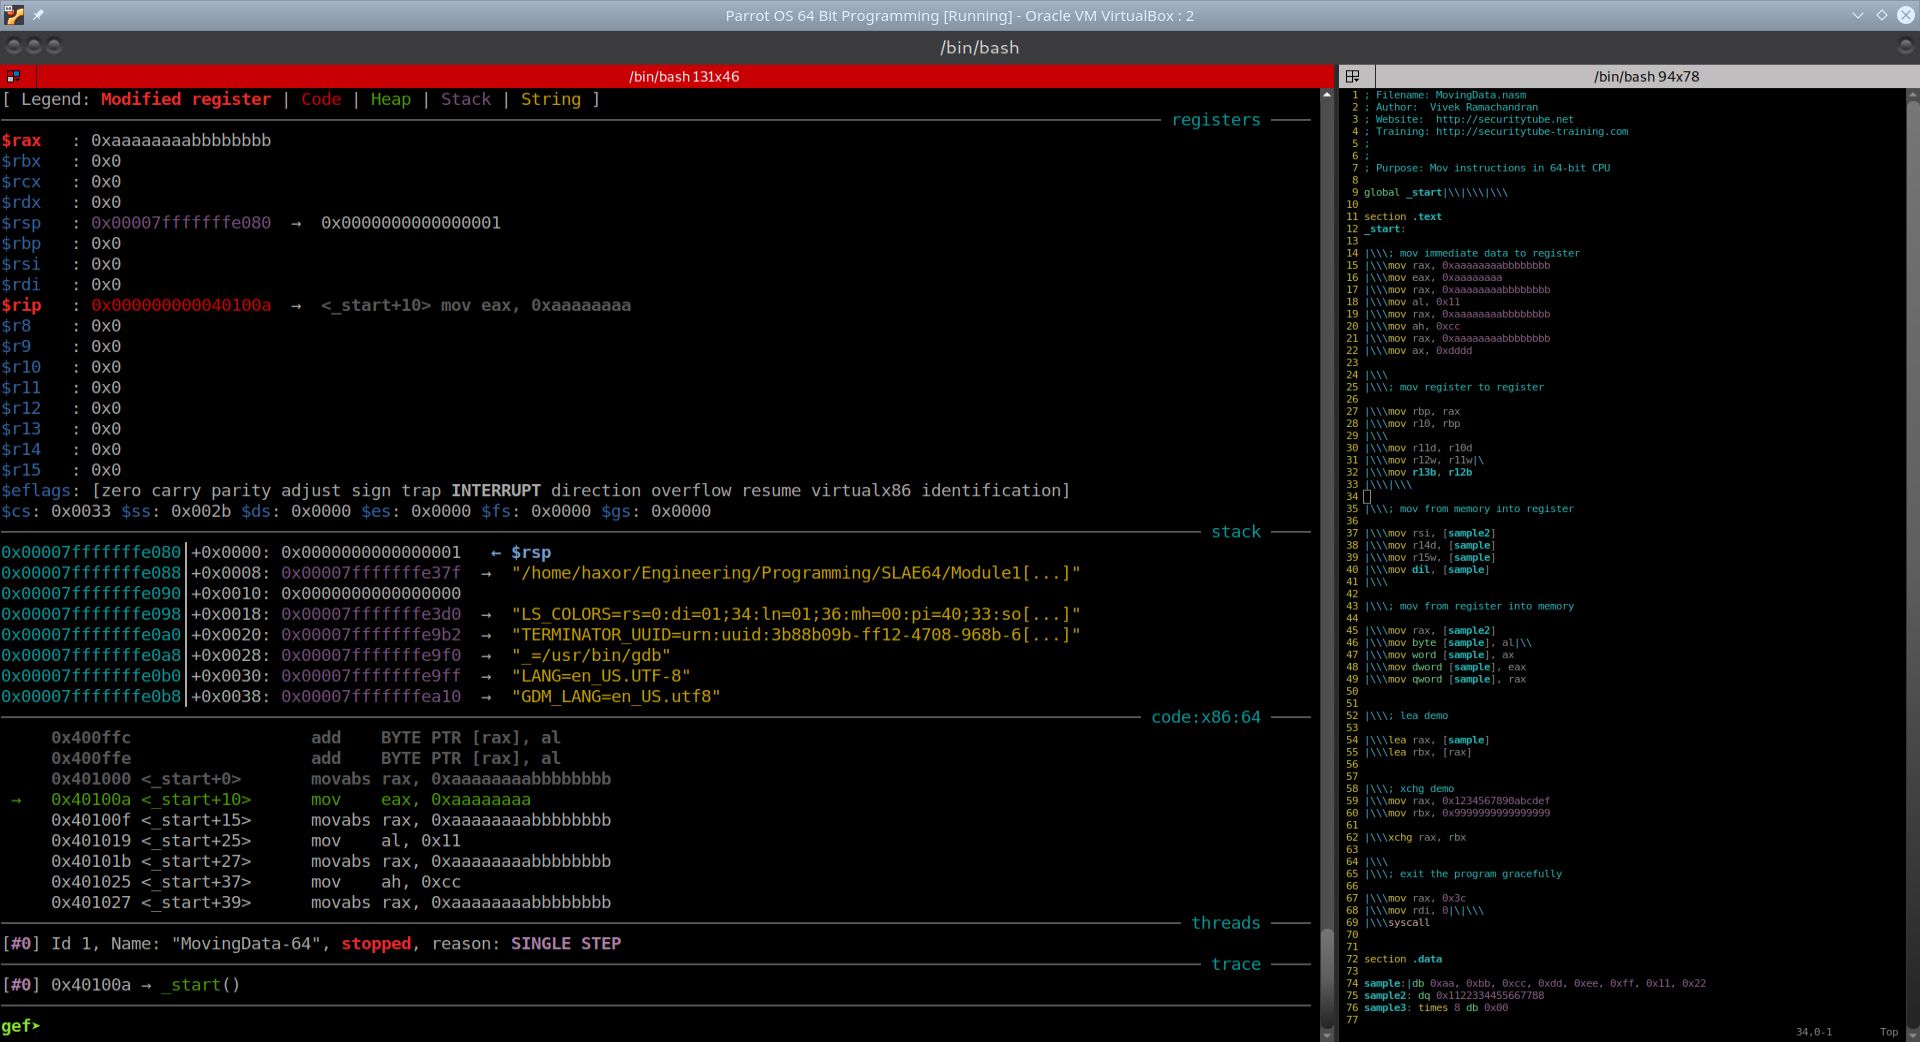 Parrot OS 64 Bit Programming [Running] - Oracle VM VirtualBox : 2
/bin/bash
/bin/bash 131x46
[ Legend: Modified register | Code | Heap | Stack | String ]
registers
$rax   : 0xaaaaaaaabbbbbbbb
$rbx   : 0x0
$rcx   : 0x0
$rdx   : 0x0
$rsp   : 0x00007fffffffe080  →  0x0000000000000001
$rbp   : 0x0
$rsi   : 0x0
$rdi   : 0x0
$rip   : 0x000000000040100a  →  <_start+10> mov eax, 0xaaaaaaaa
$r8    : 0x0
$r9    : 0x0
$r10   : 0x0
$r11   : 0x0
$r12   : 0x0
$r13   : 0x0
$r14   : 0x0
$r15   : 0x0
$eflags: [zero carry parity adjust sign trap INTERRUPT direction overflow resume virtualx86 identification]
$cs: 0x0033 $ss: 0x002b $ds: 0x0000 $es: 0x0000 $fs: 0x0000 $gs: 0x0000
stack
0x00007fffffffe080│+0x0000: 0x0000000000000001   ← $rsp
0x00007fffffffe088│+0x0008: 0x00007fffffffe37f  →  "/home/haxor/Engineering/Programming/SLAE64/Module1[...]"
0x00007fffffffe090│+0x0010: 0x0000000000000000
0x00007fffffffe098│+0x0018: 0x00007fffffffe3d0  →  "LS_COLORS=rs=0:di=01;34:ln=01;36:mh=00:pi=40;33:so[...]"
0x00007fffffffe0a0│+0x0020: 0x00007fffffffe9b2  →  "TERMINATOR_UUID=urn:uuid:3b88b09b-ff12-4708-968b-6[...]"
0x00007fffffffe0a8│+0x0028: 0x00007fffffffe9f0  →  "_=/usr/bin/gdb"
0x00007fffffffe0b0│+0x0030: 0x00007fffffffe9ff  →  "LANG=en_US.UTF-8"
0x00007fffffffe0b8│+0x0038: 0x00007fffffffea10  →  "GDM_LANG=en_US.utf8"
code:x86:64
0x400ffc                  add    BYTE PTR [rax], al
0x400ffe                  add    BYTE PTR [rax], al
0x401000 <_start+0>       movabs rax, 0xaaaaaaaabbbbbbbb
→   0x40100a <_start+10>      mov    eax, 0xaaaaaaaa
0x40100f <_start+15>      movabs rax, 0xaaaaaaaabbbbbbbb
0x401019 <_start+25>      mov    al, 0x11
0x40101b <_start+27>      movabs rax, 0xaaaaaaaabbbbbbbb
0x401025 <_start+37>      mov    ah, 0xcc
0x401027 <_start+39>      movabs rax, 0xaaaaaaaabbbbbbbb
threads
[#0] Id 1, Name: "MovingData-64", stopped, reason: SINGLE STEP
trace
[#0] 0x40100a → _start()
gef➤
/bin/bash 94x78
1 ; Filename: MovingData.nasm
2 ; Author:  Vivek Ramachandran
3 ; Website:  http://securitytube.net
4 ; Training: http://securitytube-training.com
5 ;
6 ;
7 ; Purpose: Mov instructions in 64-bit CPU
8
9 global _start|\\|\\\|\\\
10
11 section .text
12 _start:
13
14 |\\\; mov immediate data to register
15 |\\\mov rax, 0xaaaaaaaabbbbbbbb
16 |\\\mov eax, 0xaaaaaaaa
17 |\\\mov rax, 0xaaaaaaaabbbbbbbb
18 |\\\mov al, 0x11
19 |\\\mov rax, 0xaaaaaaaabbbbbbbb
20 |\\\mov ah, 0xcc
21 |\\\mov rax, 0xaaaaaaaabbbbbbbb
22 |\\\mov ax, 0xdddd
23
24 |\\\
25 |\\\; mov register to register
26
27 |\\\mov rbp, rax
28 |\\\mov r10, rbp
29 |\\\
30 |\\\mov r11d, r10d
31 |\\\mov r12w, r11w|\
32 |\\\mov r13b, r12b
33 |\\\|\\\
34
35 |\\\; mov from memory into register
36
37 |\\\mov rsi, [sample2]
38 |\\\mov r14d, [sample]
39 |\\\mov r15w, [sample]
40 |\\\mov dil, [sample]
41 |\\\
42
43 |\\\; mov from register into memory
44
45 |\\\mov rax, [sample2]
46 |\\\mov byte [sample], al|\\
47 |\\\mov word [sample], ax
48 |\\\mov dword [sample], eax
49 |\\\mov qword [sample], rax
50
51
52 |\\\; lea demo
53
54 |\\\lea rax, [sample]
55 |\\\lea rbx, [rax]
56
57
58 |\\\; xchg demo
59 |\\\mov rax, 0x1234567890abcdef
60 |\\\mov rbx, 0x9999999999999999
61
62 |\\\xchg rax, rbx
63
64 |\\\
65 |\\\; exit the program gracefully
66
67 |\\\mov rax, 0x3c
68 |\\\mov rdi, 0|\|\\\
69 |\\\syscall
70
71
72 section .data
73
74 sample:|db 0xaa, 0xbb, 0xcc, 0xdd, 0xee, 0xff, 0x11, 0x22
75 sample2: dq 0x1122334455667788
76 sample3: times 8 db 0x00
77
34,0-1 Top